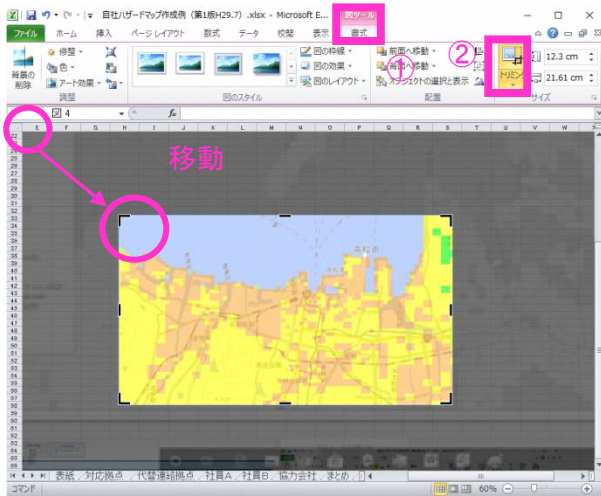 自社ハザードマップ作成例（第1版H29.7）.xlsx - Microsoft E...
図ツール
ファイル ホーム 挿入 ページ レイアウト 数式 データ 校閲 表示 書式
背景の削除
修整
色
アート効果
調整
図のスタイル
図の枠線
図の効果
図のレイアウト
前面へ移動
背面へ移動
オブジェクトの選択と表示
配置
トリミング
12.3 cm
21.61 cm
サイズ
① ②
図 4
fx
E F G H I J K L M N O P Q R S T U V W
移動
高松市
表紙 対応拠点 代替連絡拠点 社員A 社員B 協力会社 まとめ
コマンド
60%